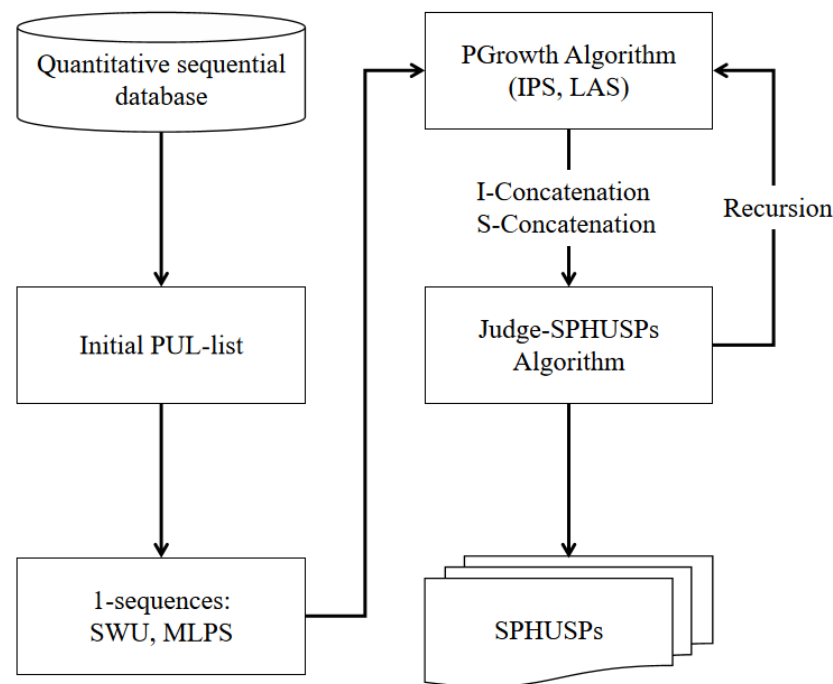 Quantitative sequential
database
Initial PUL-list
1-sequences:
SWU, MLPS
PGrowth Algorithm
(IPS, LAS)
I-Concatenation
S-Concatenation
Recursion
Judge-SPHUSPs
Algorithm
SPHUSPs